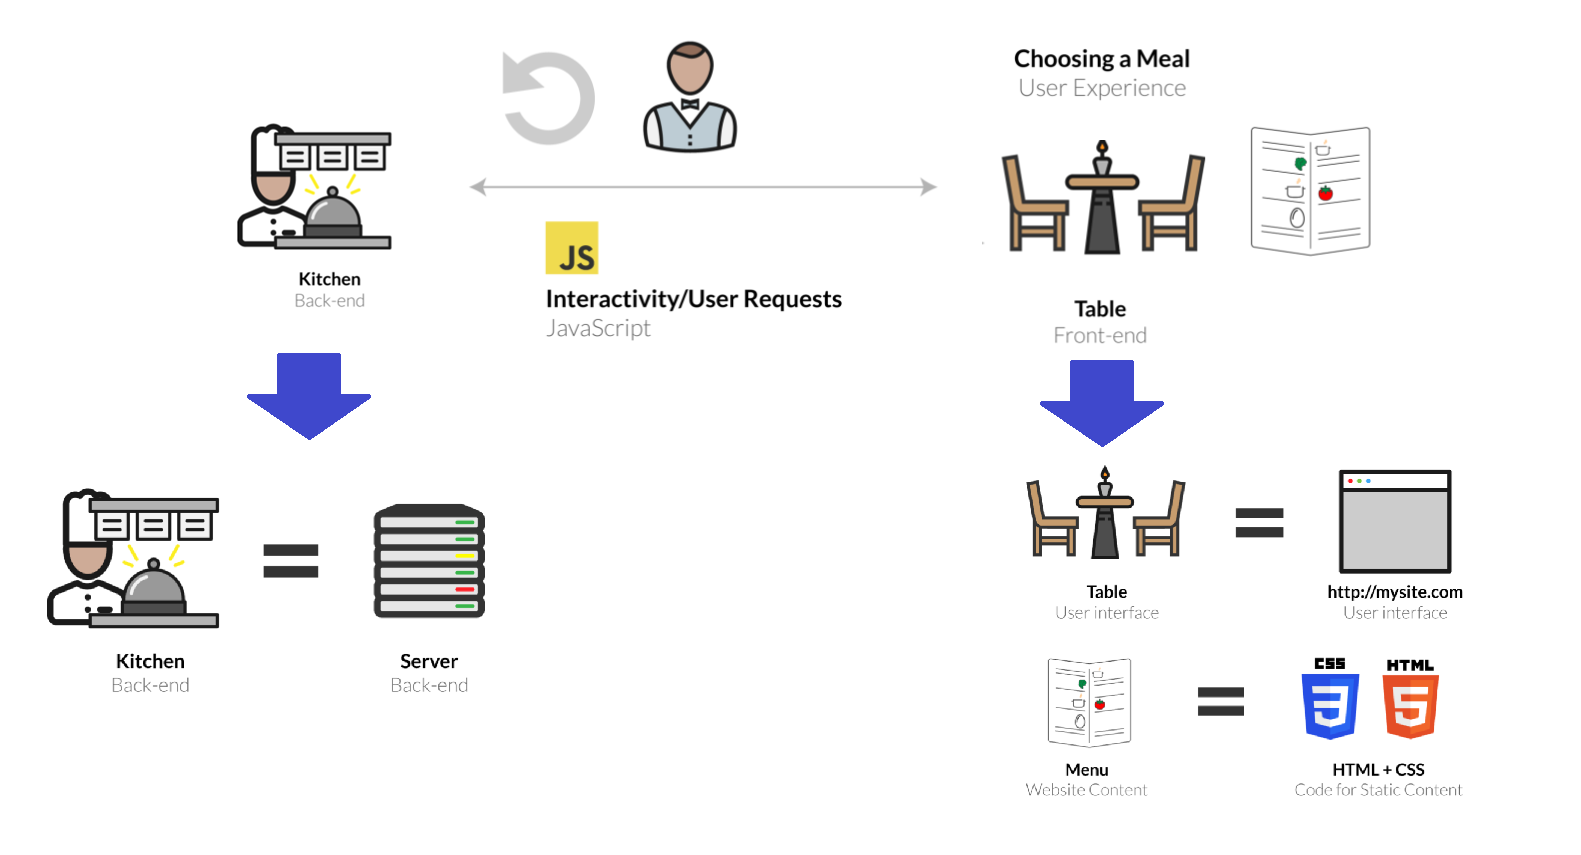 Choosing a Meal
User Experience
JS
Kitchen
Back-end
Interactivity/User Requests
JavaScript
Table
Front-end
Kitchen
Back-end
Server
Back-end
Table
User interface
http://mysite.com
User interface
CSS
HTML
3
5
Menu
Website Content
HTML + CSS
Code for Static Content